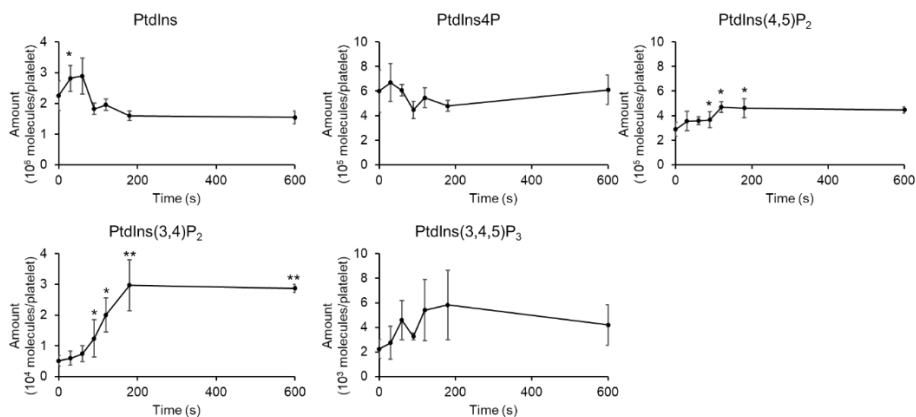 PtdIns
Amount
(10⁶ molecules/platelet)
4
3
2
1
0
*
0 200 400 600
Time (s)
PtdIns4P
Amount
(10⁵ molecules/platelet)
10
8
6
4
2
0
0 200 400 600
Time (s)
PtdIns(4,5)P₂
Amount
(10⁵ molecules/platelet)
10
8
6
4
2
0
* * *
0 200 400 600
Time (s)
PtdIns(3,4)P₂
Amount
(10⁴ molecules/platelet)
4
3
2
1
0
* * ** **
0 200 400 600
Time (s)
PtdIns(3,4,5)P₃
Amount
(10³ molecules/platelet)
10
8
6
4
2
0
0 200 400 600
Time (s)